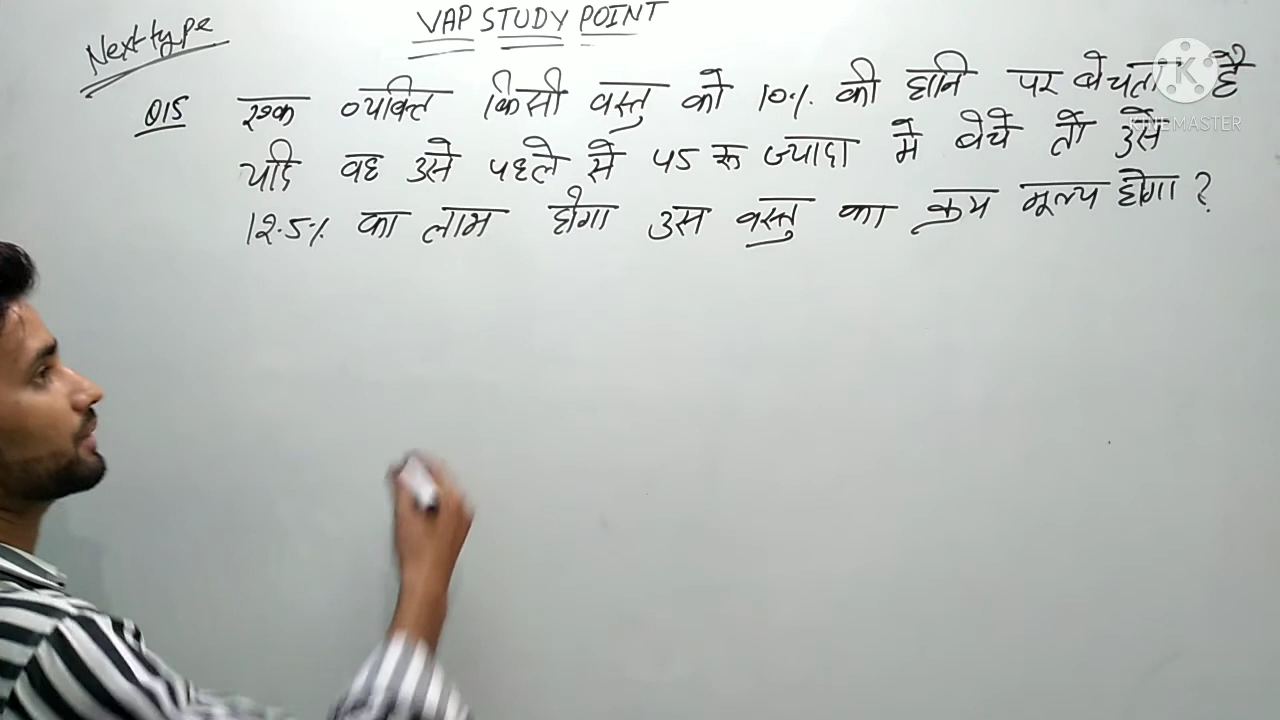 VAP STUDY POINT
Next type
Q15 एक व्यक्ति किसी वस्तु को 10% की हानि पर बेचता है
यदि वह उसे पहले से 45 रू ज्यादा में बेचे तो उसे
12.5% का लाभ होगा उस वस्तु का क्रय मूल्य होगा ?
KINEMASTER